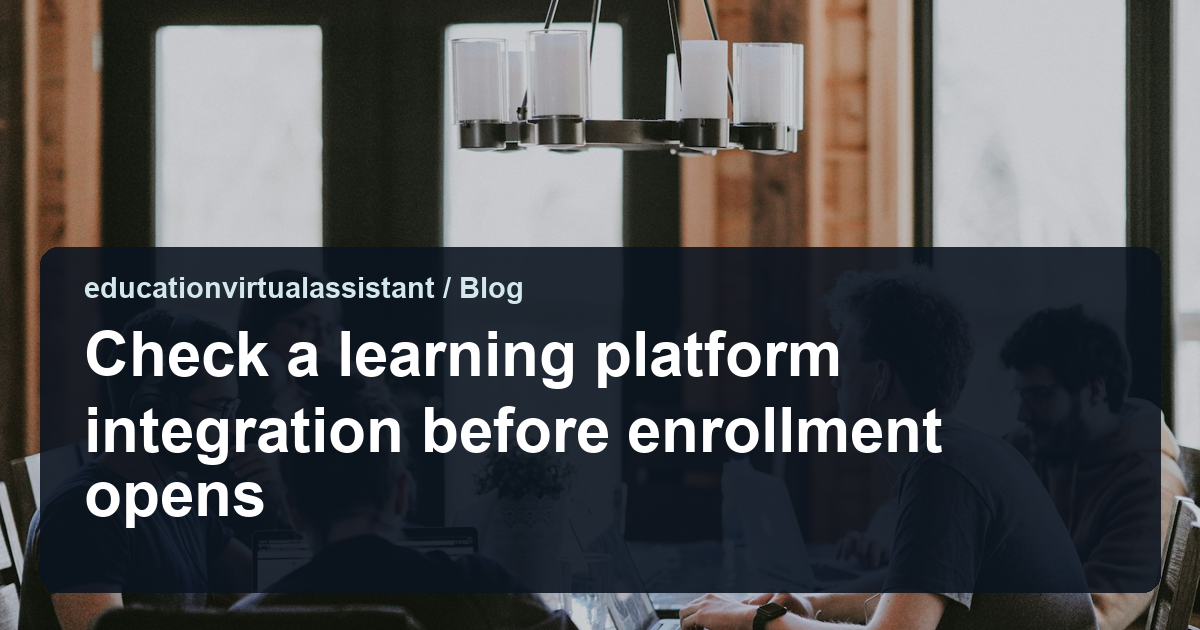 educationvirtualassistant / Blog
Check a learning platform
integration before enrollment
opens